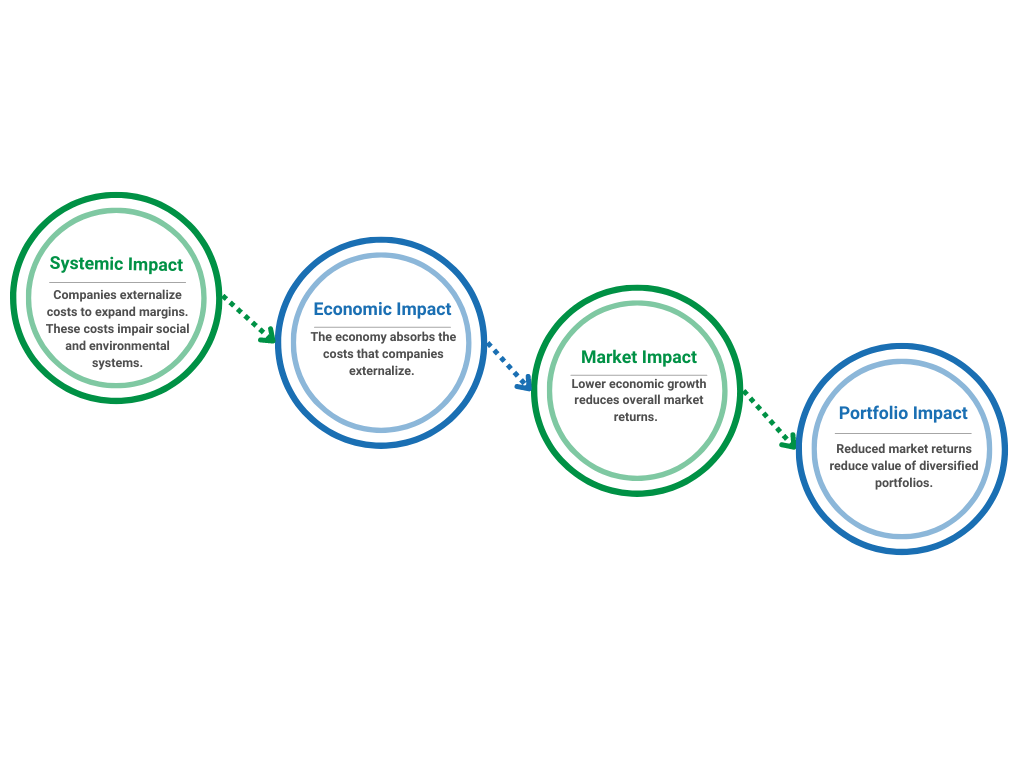 Systemic Impact
Companies externalize
costs to expand margins.
These costs impair social
and environmental
systems.
Economic Impact
The economy absorbs the
costs that companies
externalize.
Market Impact
Lower economic growth
reduces overall market
returns.
Portfolio Impact
Reduced market returns
reduce value of diversified
portfolios.